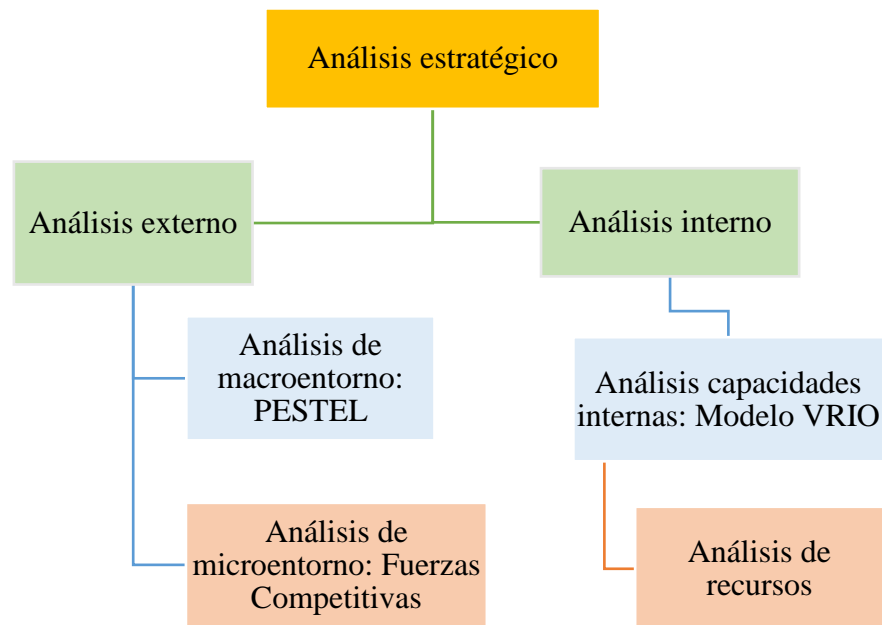 Análisis estratégico
Análisis externo
Análisis interno
Análisis de
macroentorno:
PESTEL
Análisis capacidades
internas: Modelo VRIO
Análisis de
microentorno: Fuerzas
Competitivas
Análisis de
recursos